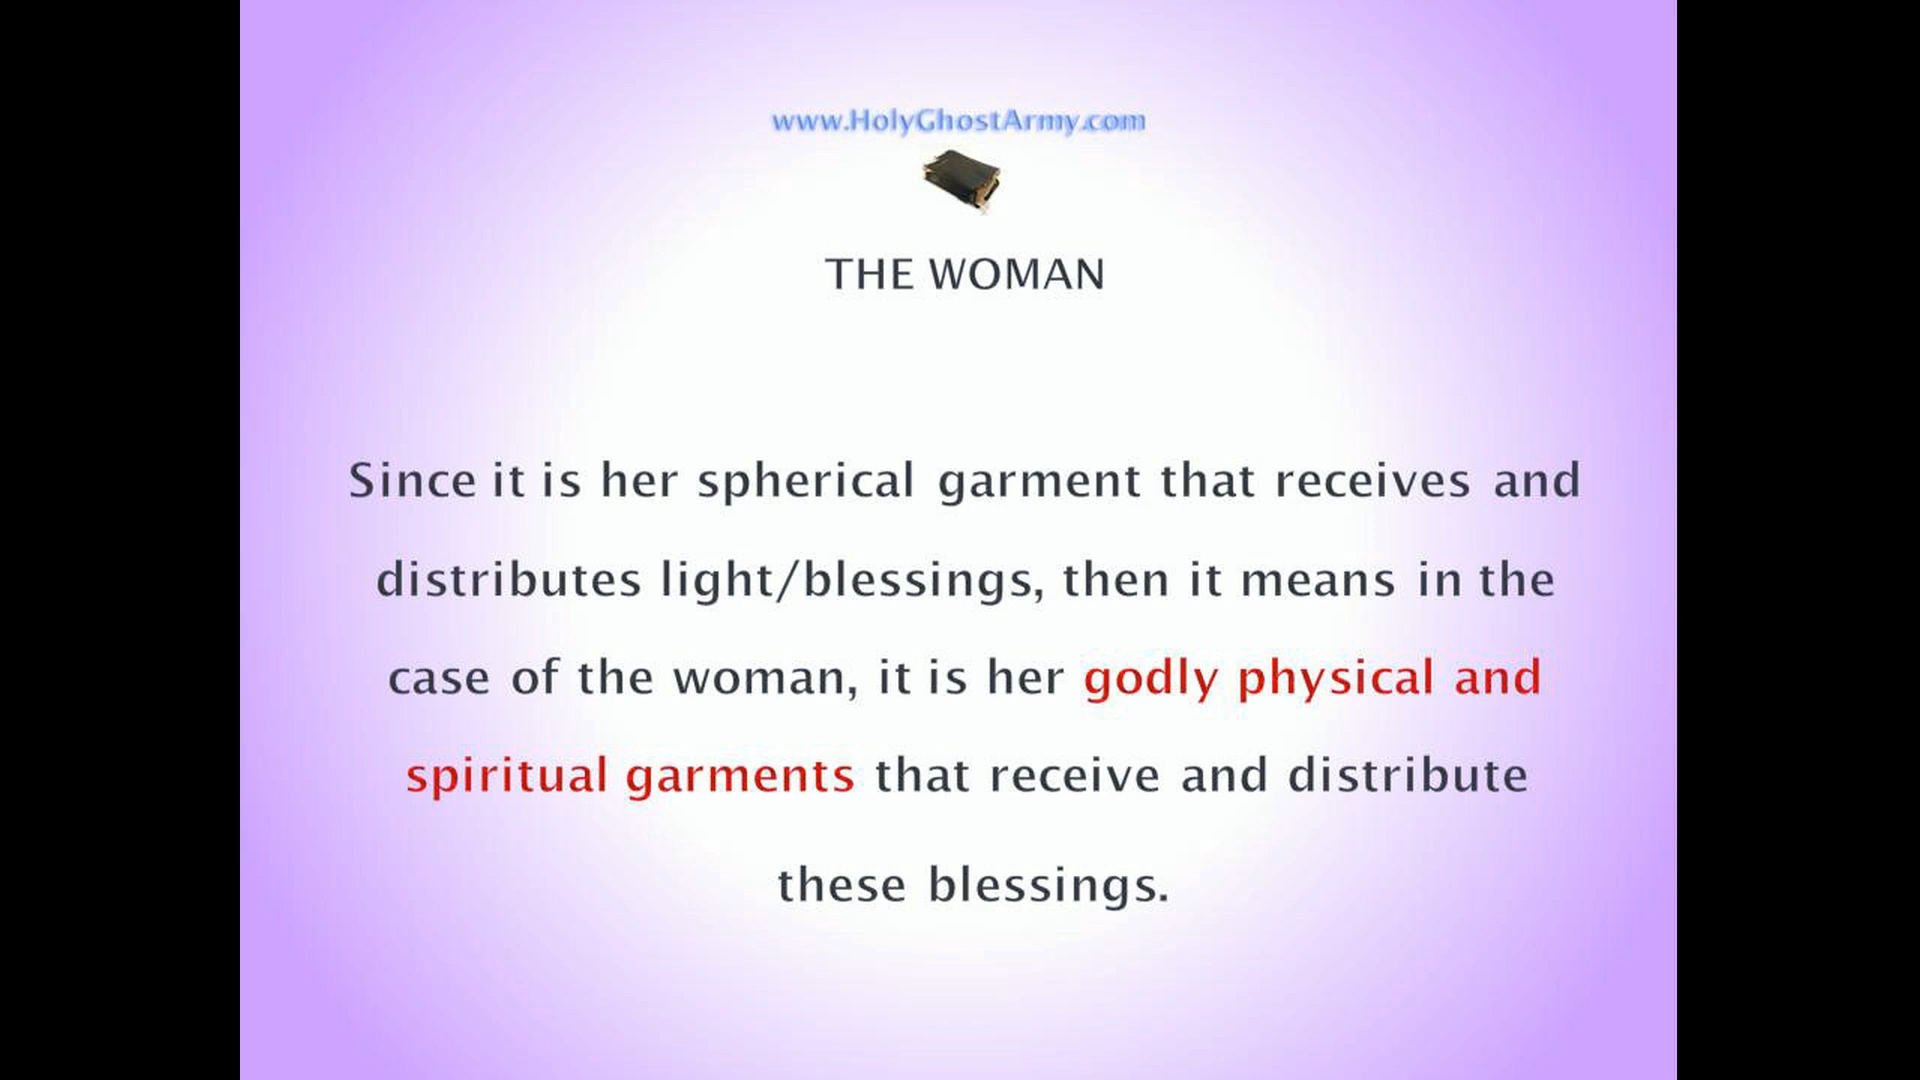 www.HolyGhostArmy.com
THE WOMAN
Since it is her spherical garment that receives and
distributes light/blessings, then it means in the
case of the woman, it is her godly physical and
spiritual garments that receive and distribute
these blessings.